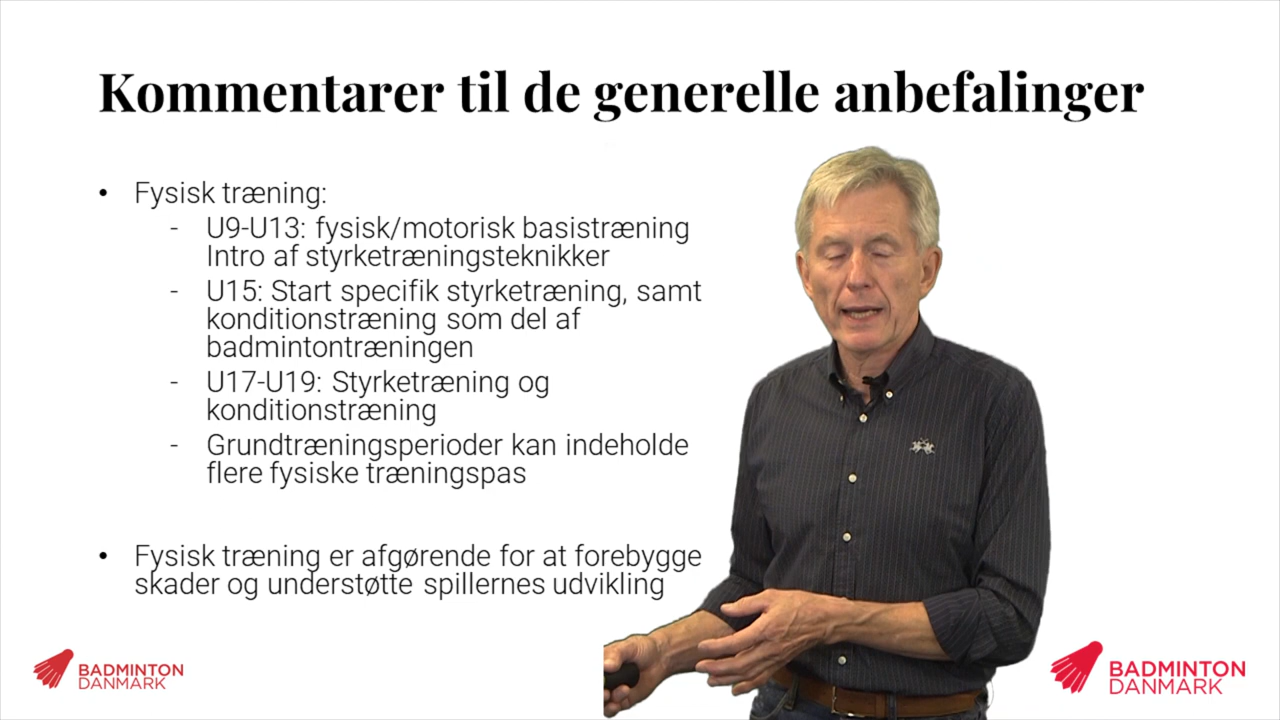 Kommentarer til de generelle anbefalinger
• Fysisk træning:
- U9-U13: fysisk/motorisk basistræning
Intro af styrketræningsteknikker
- U15: Start specifik styrketræning, samt
konditionstræning som del af
badmintontræningen
- U17-U19: Styrketræning og
konditionstræning
- Grundtræningsperioder kan indeholde
flere fysiske træningspas
• Fysisk træning er afgørende for at forebygge
skader og understøtte spillernes udvikling
BADMINTON
DANMARK
BADMINTON
DANMARK